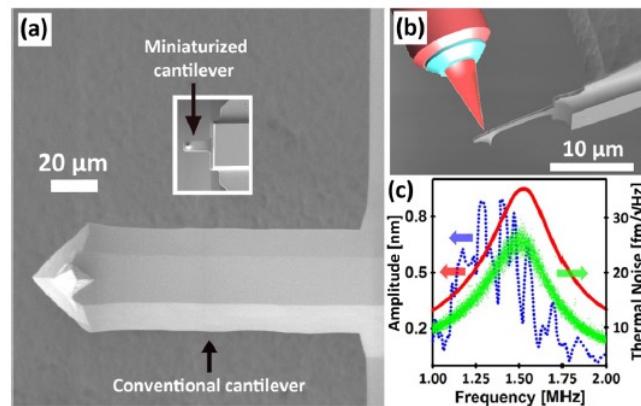 (a)
Miniaturized
cantilever
20 μm
Conventional cantilever
(b)
10 μm
(c)
Amplitude [nm]
0.8
0.5
0.2
Thermal Noise [fm/√Hz]
30
20
10
1.00 1.25 1.50 1.75 2.00
Frequency [MHz]